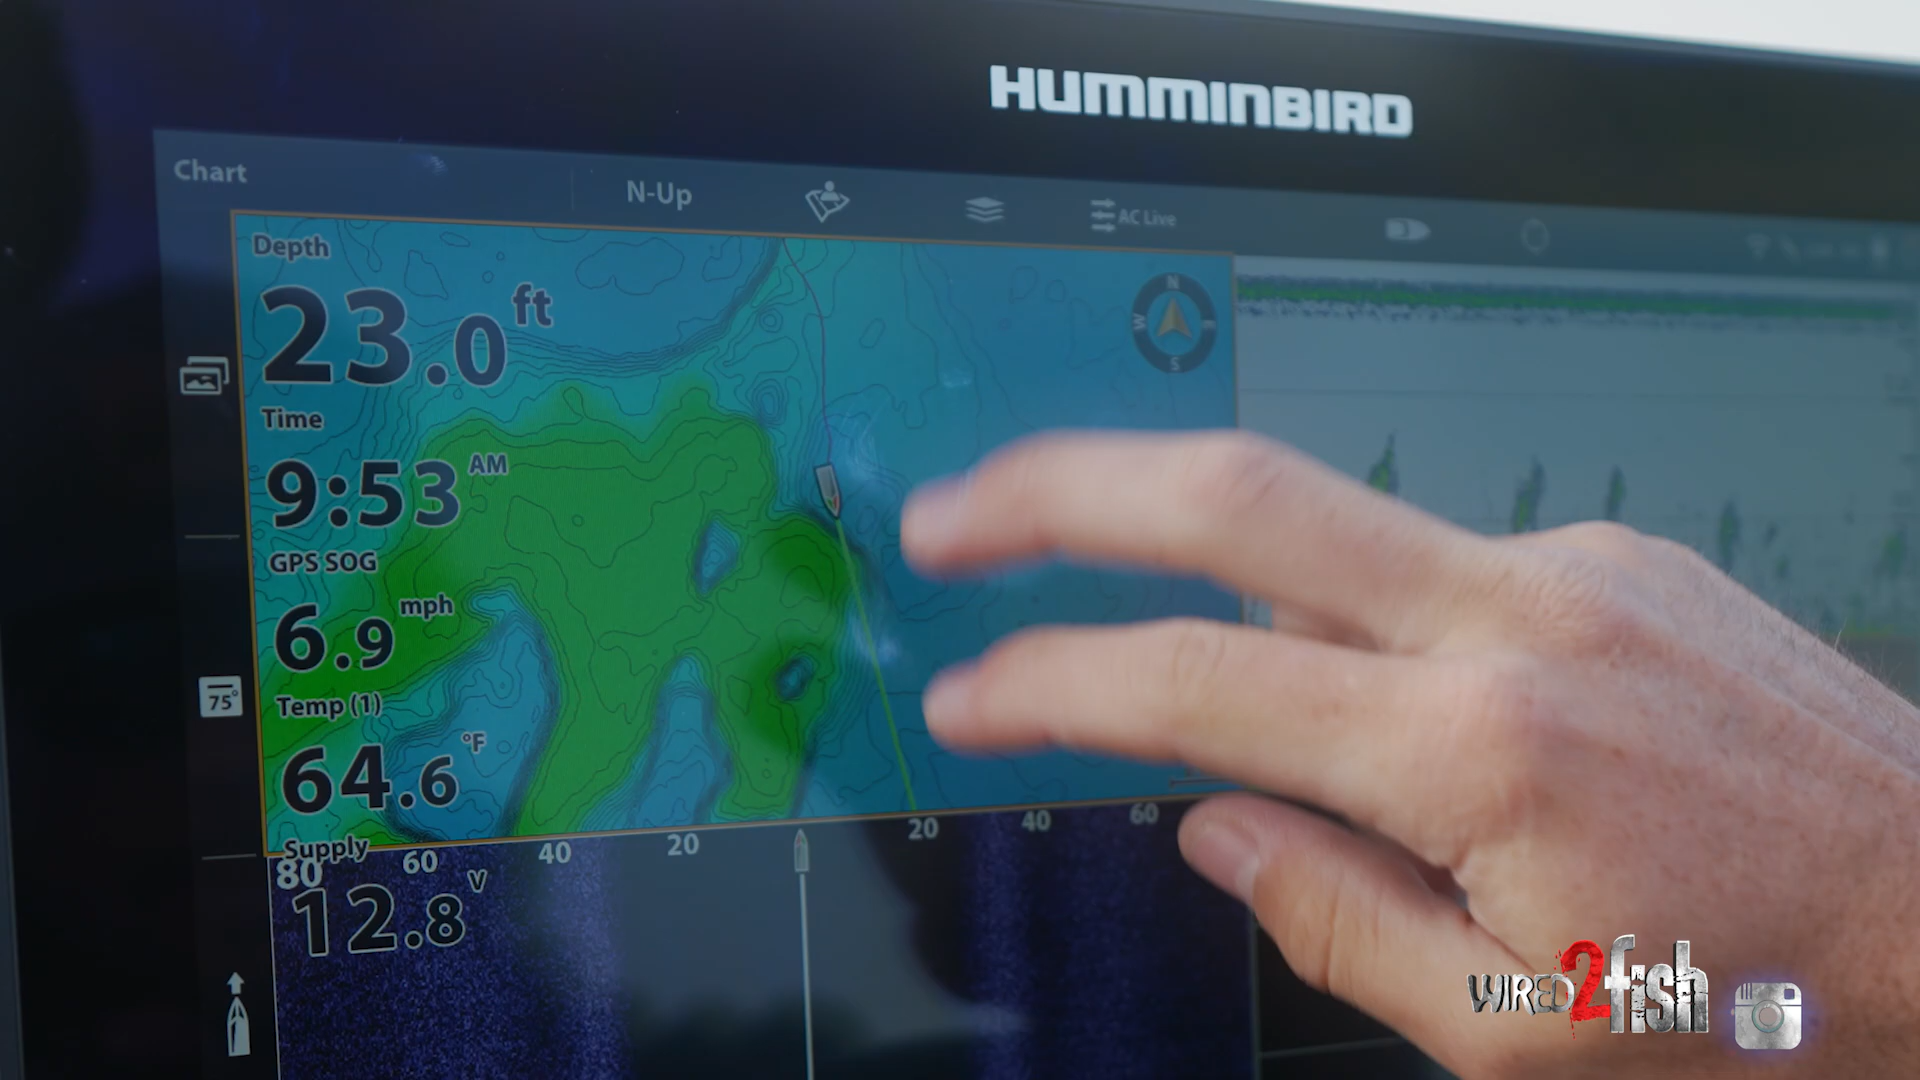 HUMMINBIRD
Chart
N-Up
AC Live
Depth
23.0 ft
Time
9:53 AM
GPS SOG
6.9 mph
Temp (1)
64.6 °F
Supply
12.8 V
75°
N
W
S
80 60 40 20 20 40 60
WIRED2fish